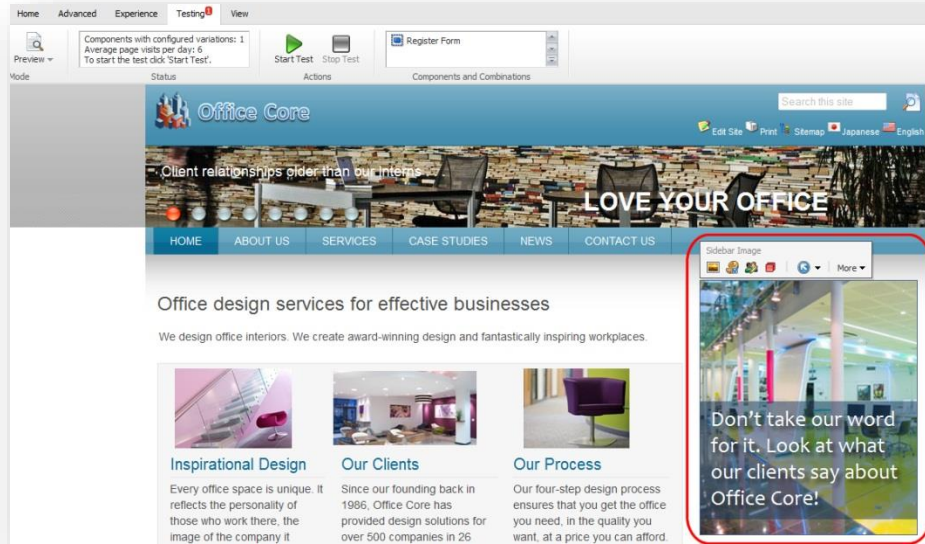 Home Advanced Experience Testing 1 View
Preview
Components with configured variations: 1
Average page visits per day: 6
To start the test click 'Start Test'.
Start Test Stop Test
Register Form
Mode Status Actions Components and Combinations
Office Core
Search this site
Edit Site Print Sitemap Japanese English
Client relationships older than our interns
LOVE YOUR OFFICE
HOME ABOUT US SERVICES CASE STUDIES NEWS CONTACT US
Sidebar Image
More
Office design services for effective businesses
We design office interiors. We create award-winning design and fantastically inspiring workplaces.
Inspirational Design
Every office space is unique. It
reflects the personality of
those who work there, the
image of the company it
Our Clients
Since our founding back in
1986, Office Core has
provided design solutions for
over 500 companies in 26
Our Process
Our four-step design process
ensures that you get the office
you need, in the quality you
want, at a price you can afford.
Don't take our word
for it. Look at what
our clients say about
Office Core!